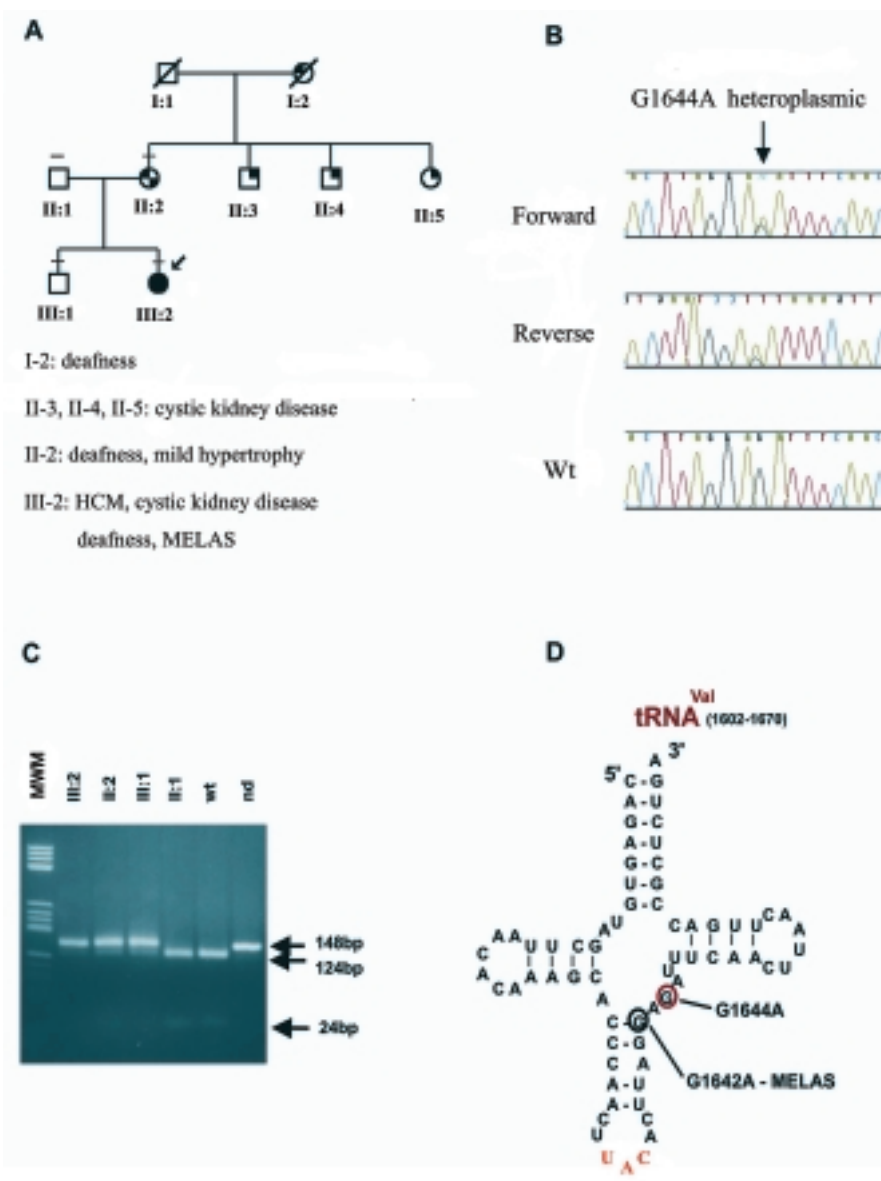 A
I:1
I:2
II:1
II:2
II:3
II:4
II:5
III:1
III:2
I-2: deafness
II-3, II-4, II-5: cystic kidney disease
II-2: deafness, mild hypertrophy
III-2: HCM, cystic kidney disease
deafness, MELAS
B
G1644A heteroplasmic
Forward
Reverse
Wt
C
MWM
III:2
II:2
III:1
II:1
wt
nd
148bp
124bp
24bp
D
tRNA Val (1602-1670)
3'
5'
A
C - G
A - U
G - C
A - U
G - C
U - G
G - C
G1644A
G1642A - MELAS
C - G
C - G
C A
A - U
A - U
C C
U A
U A C